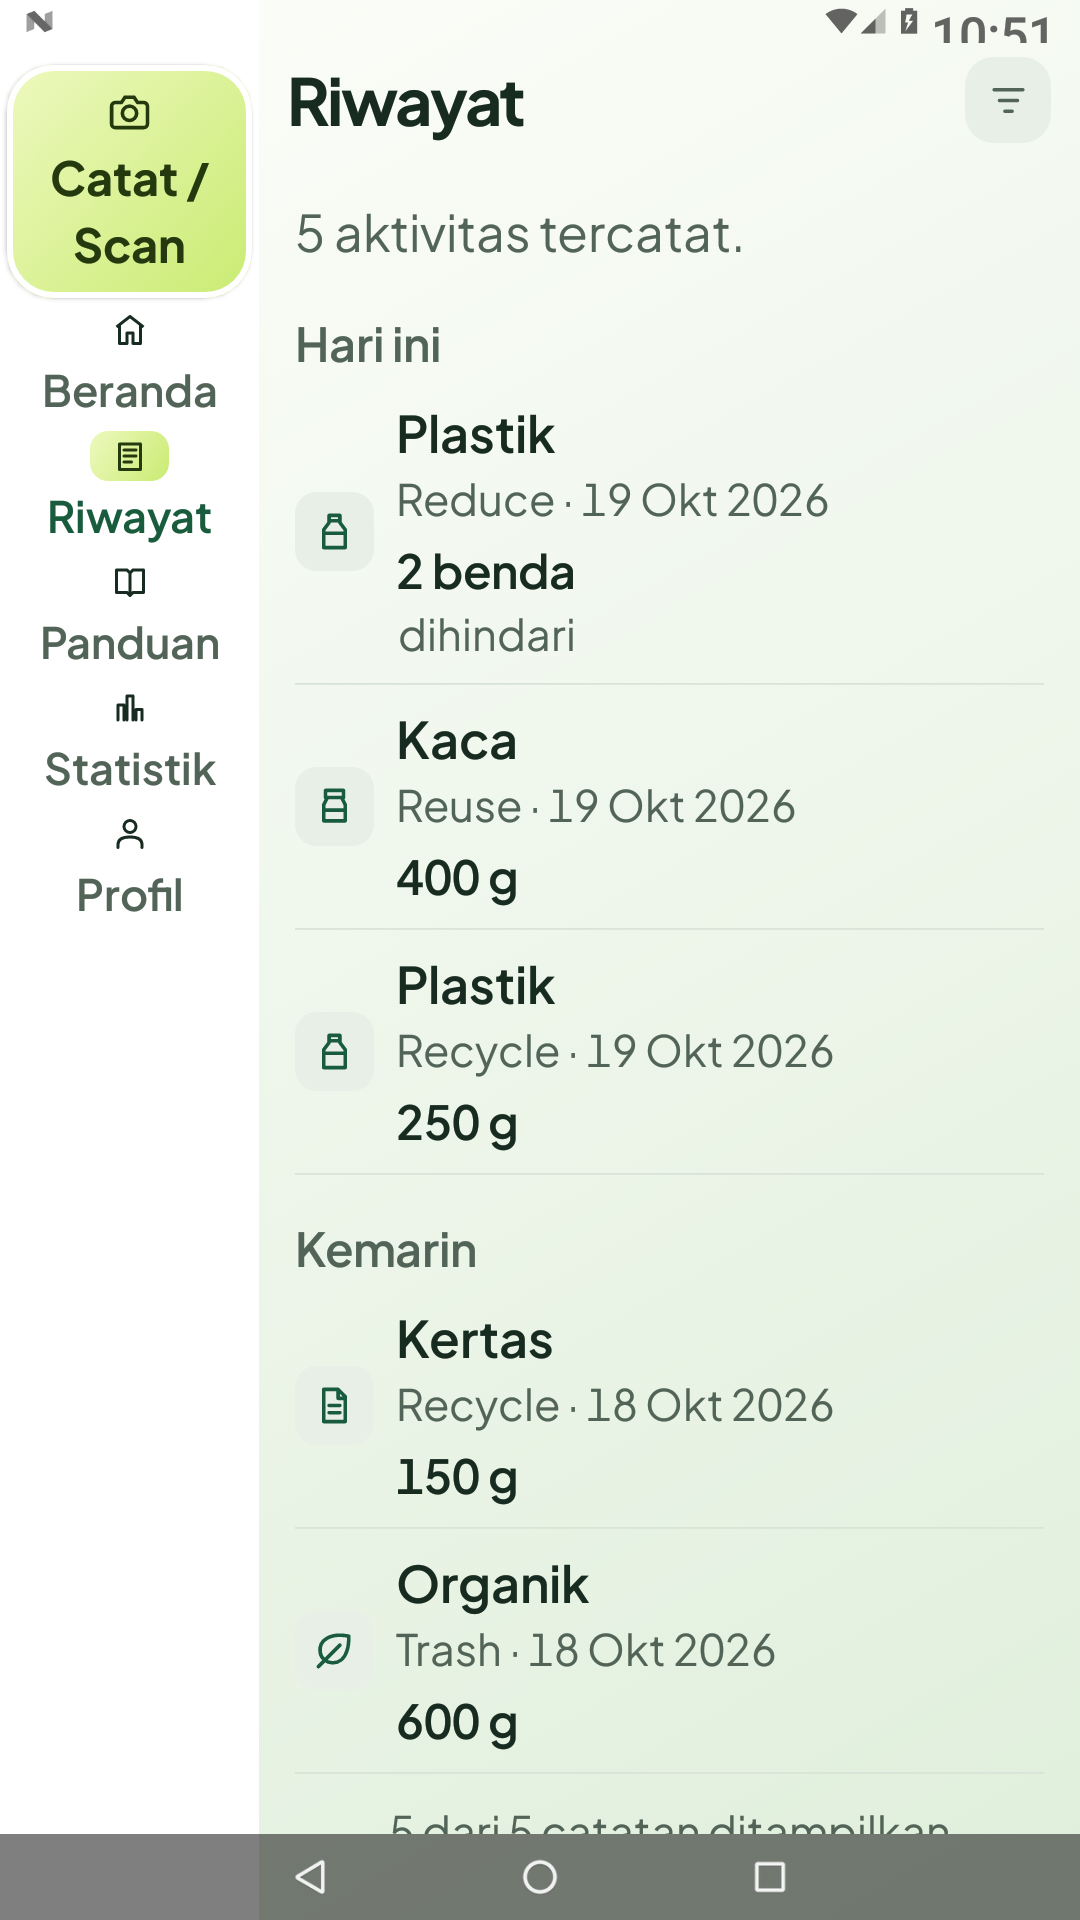 10:51
Catat /
Scan
Beranda
Riwayat
Panduan
Statistik
Profil
Riwayat
5 aktivitas tercatat.
Hari ini
Plastik
Reduce · 19 Okt 2026
2 benda
dihindari
Kaca
Reuse · 19 Okt 2026
400 g
Plastik
Recycle · 19 Okt 2026
250 g
Kemarin
Kertas
Recycle · 18 Okt 2026
150 g
Organik
Trash · 18 Okt 2026
600 g
5 dari 5 catatan ditampilkan